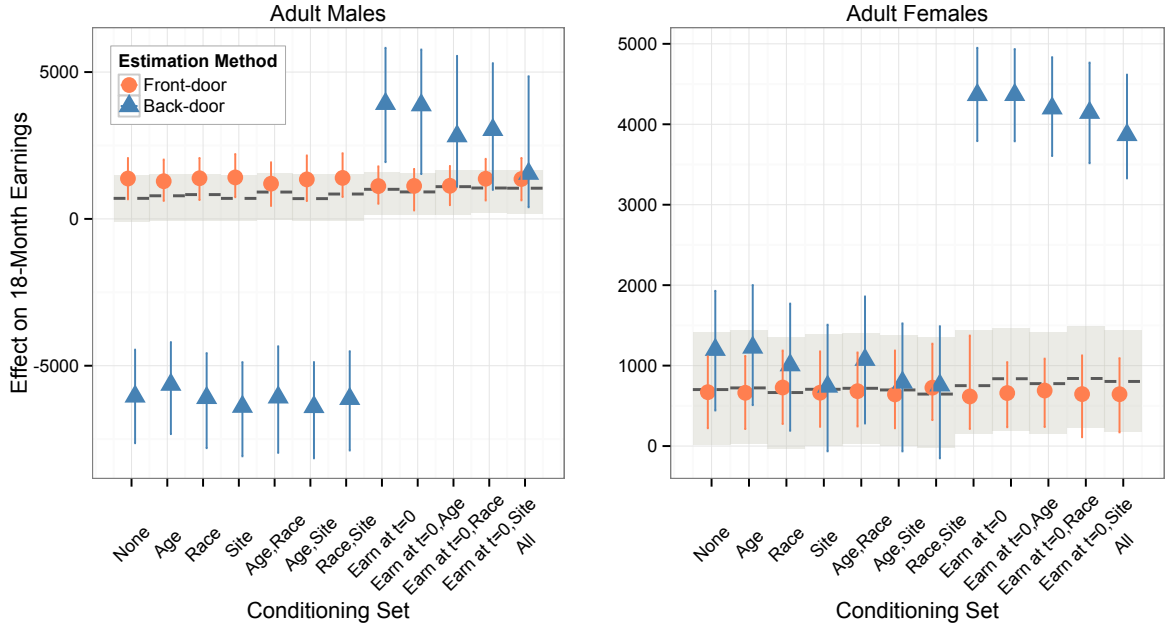 Adult Males
Adult Females
Effect on 18-Month Earnings
5000
0
-5000
Estimation Method
Front-door
Back-door
None
Age
Race
Site
Age,Race
Age,Site
Race,Site
Earn at t=0
Earn at t=0,Age
Earn at t=0,Race
Earn at t=0,Site
All
Conditioning Set
5000
4000
3000
2000
1000
0
None
Age
Race
Site
Age,Race
Age,Site
Race,Site
Earn at t=0
Earn at t=0,Age
Earn at t=0,Race
Earn at t=0,Site
All
Conditioning Set